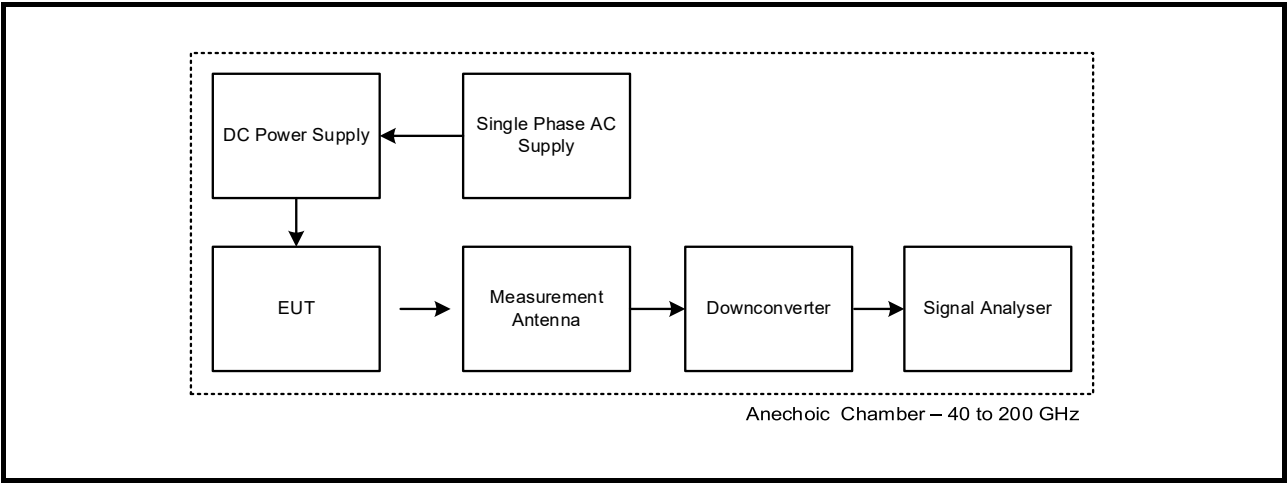 DC Power Supply
Single Phase AC
Supply
EUT
Measurement
Antenna
Downconverter
Signal Analyser
Anechoic Chamber – 40 to 200 GHz